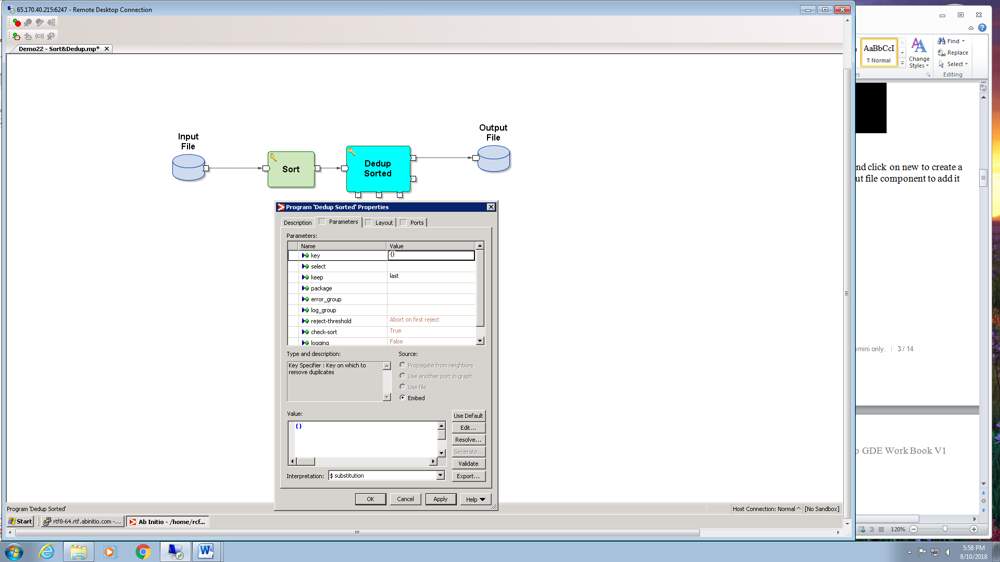 65.170.40.215:6247 - Remote Desktop Connection
Demo22 - Sort&Dedup.mp*
Input
File
Sort
Dedup
Sorted
Output
File
Program 'Dedup Sorted' Properties
Description
Parameters
Layout
Ports
Parameters:
Name
Value
key
{}
select
keep
last
package
error_group
log_group
reject-threshold
Abort on first reject
check-sort
True
logging
False
Type and description:
Key Specifier : Key on which to
remove duplicates
Source:
Propagate from neighbors
Use another port in graph
Use file
Embed
Value:
{}
Use Default
Edit...
Resolve...
Generate...
Validate
Export...
Interpretation:
$ substitution
OK
Cancel
Apply
Help
Program 'Dedup Sorted'
Host Connection: Normal ^
[No Sandbox]
Start
rtf8-64.rtf.abinitio.com -...
Ab Initio - /home/rcf...
AaBbCcI
¶ Normal
Change
Styles
Find
Replace
Select
Editing
nd click on new to create a
ut file component to add it
emini only. | 3 / 14
GDE WorkBook V1
120%
5:58 PM
8/10/2018